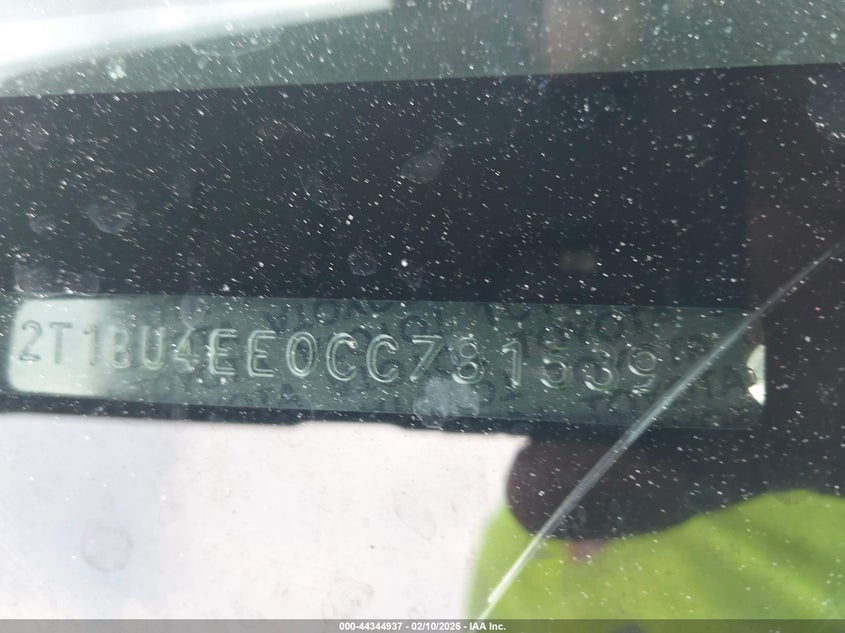 2T1BU4EE0CC781539
000-44344937 - 02/10/2026 - IAA Inc.